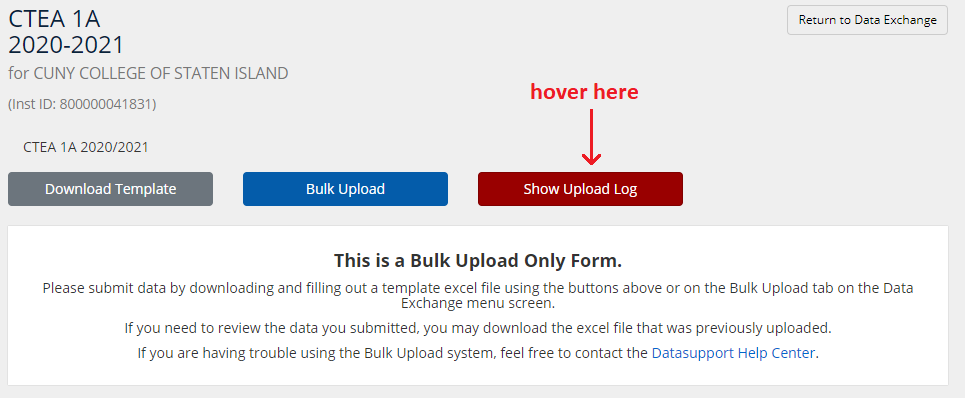 CTEA 1A
2020-2021
Return to Data Exchange
for CUNY COLLEGE OF STATEN ISLAND
(Inst ID: 800000041831)
hover here
CTEA 1A 2020/2021
Download Template
Bulk Upload
Show Upload Log
This is a Bulk Upload Only Form.
Please submit data by downloading and filling out a template excel file using the buttons above or on the Bulk Upload tab on the Data
Exchange menu screen.
If you need to review the data you submitted, you may download the excel file that was previously uploaded.
If you are having trouble using the Bulk Upload system, feel free to contact the Datasupport Help Center.